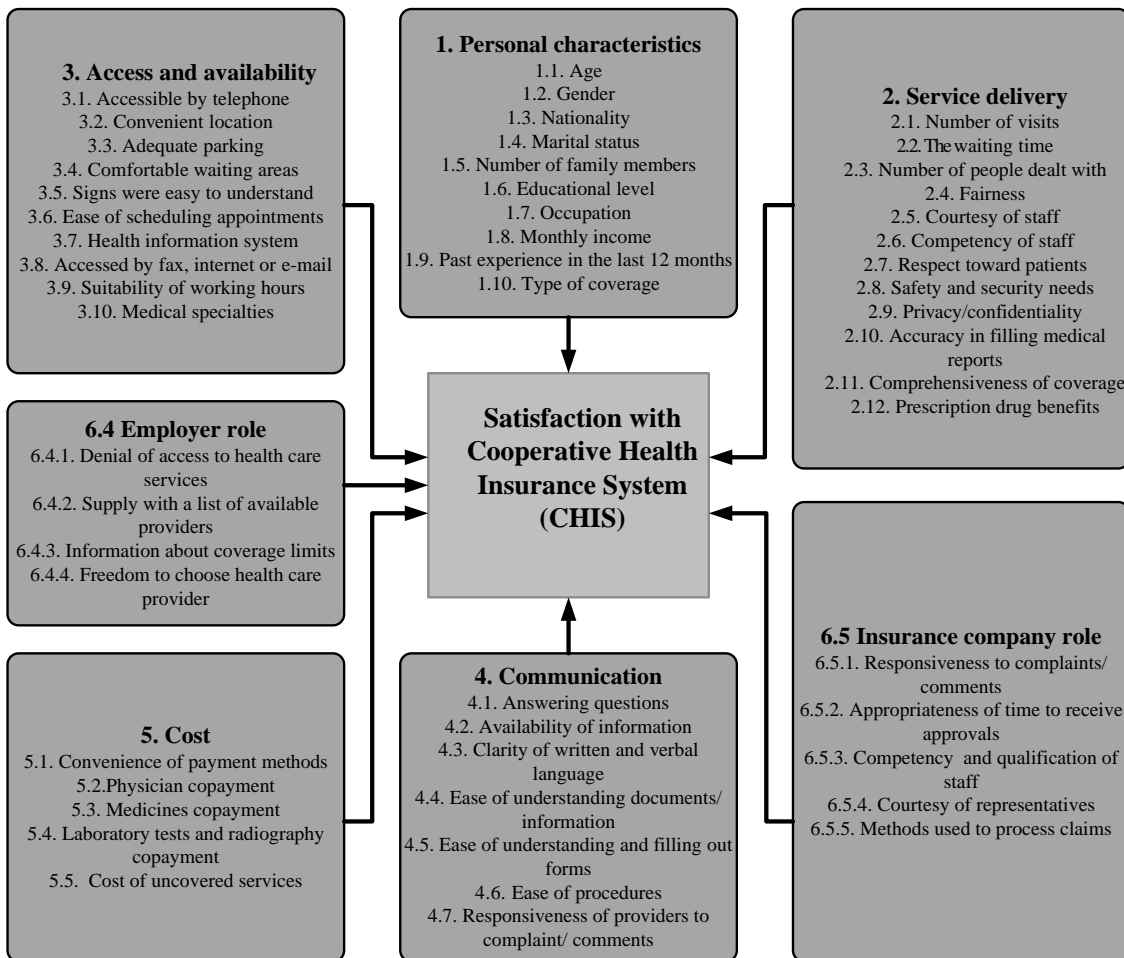 3. Access and availability
3.1. Accessible by telephone
3.2. Convenient location
3.3. Adequate parking
3.4. Comfortable waiting areas
3.5. Signs were easy to understand
3.6. Ease of scheduling appointments
3.7. Health information system
3.8. Accessed by fax, internet or e-mail
3.9. Suitability of working hours
3.10. Medical specialties
1. Personal characteristics
1.1. Age
1.2. Gender
1.3. Nationality
1.4. Marital status
1.5. Number of family members
1.6. Educational level
1.7. Occupation
1.8. Monthly income
1.9. Past experience in the last 12 months
1.10. Type of coverage
2. Service delivery
2.1. Number of visits
2.2. The waiting time
2.3. Number of people dealt with
2.4. Fairness
2.5. Courtesy of staff
2.6. Competency of staff
2.7. Respect toward patients
2.8. Safety and security needs
2.9. Privacy/confidentiality
2.10. Accuracy in filling medical
reports
2.11. Comprehensiveness of coverage
2.12. Prescription drug benefits
6.4 Employer role
6.4.1. Denial of access to health care
services
6.4.2. Supply with a list of available
providers
6.4.3. Information about coverage limits
6.4.4. Freedom to choose health care
provider
Satisfaction with
Cooperative Health
Insurance System
(CHIS)
6.5 Insurance company role
6.5.1. Responsiveness to complaints/
comments
6.5.2. Appropriateness of time to receive
approvals
6.5.3. Competency and qualification of
staff
6.5.4. Courtesy of representatives
6.5.5. Methods used to process claims
5. Cost
5.1. Convenience of payment methods
5.2.Physician copayment
5.3. Medicines copayment
5.4. Laboratory tests and radiography
copayment
5.5. Cost of uncovered services
4. Communication
4.1. Answering questions
4.2. Availability of information
4.3. Clarity of written and verbal
language
4.4. Ease of understanding documents/
information
4.5. Ease of understanding and filling out
forms
4.6. Ease of procedures
4.7. Responsiveness of providers to
complaint/ comments